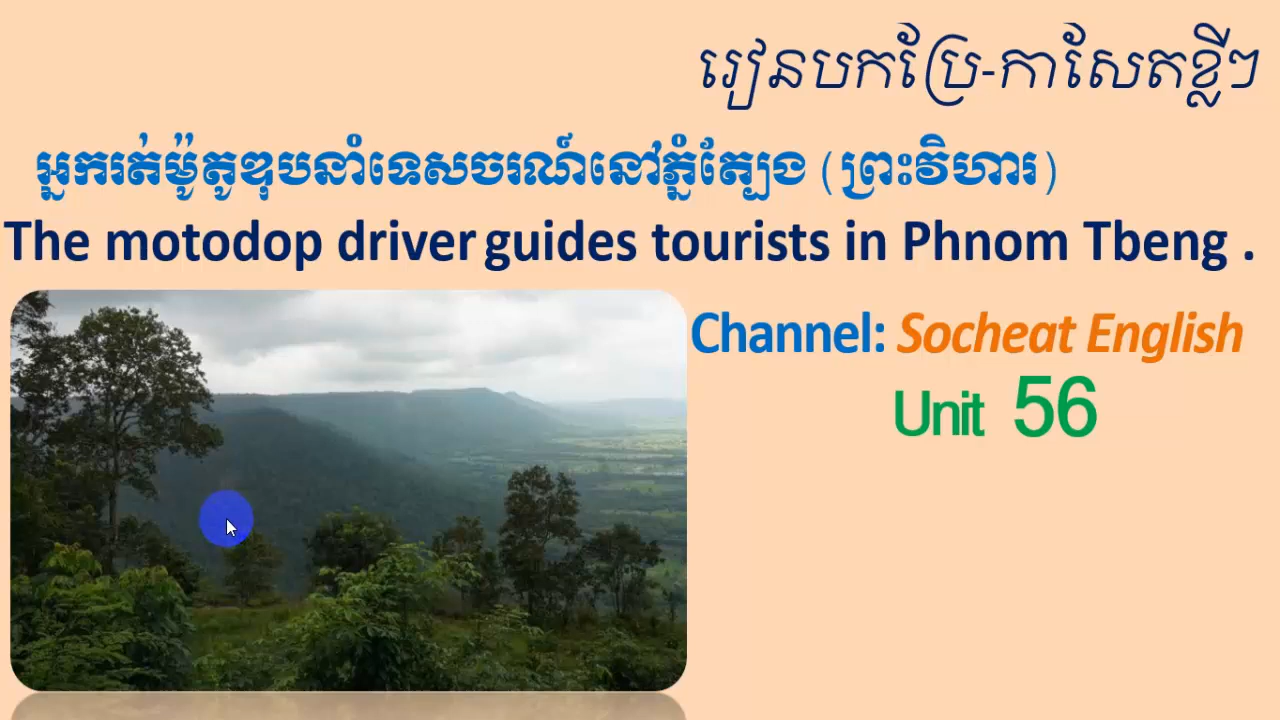 រៀនបកប្រែ-កាសែតខ្លីៗ
អ្នករត់ម៉ូតូឌុបនាំទេសចរណ៍នៅភ្នំត្បែង (ព្រះវិហារ)
The motodop driver guides tourists in Phnom Tbeng .
Channel: Socheat English
Unit 56